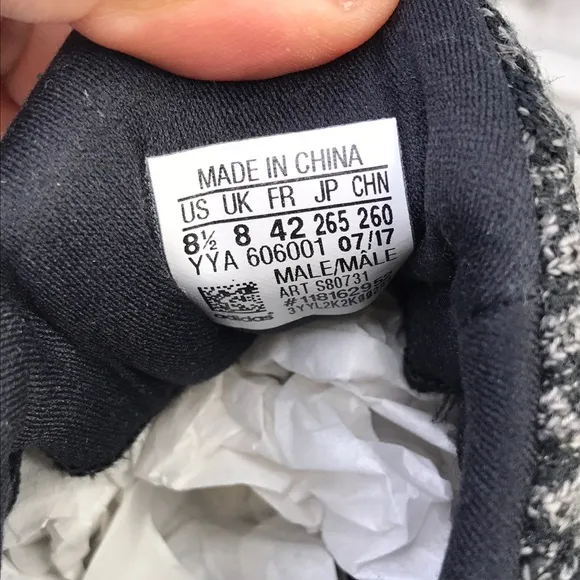 MADE IN CHINA
US UK FR JP CHN
8½ 8 42 265 260
YYA 606001 07/17
MALE/MÂLE
ART S80731
adidas